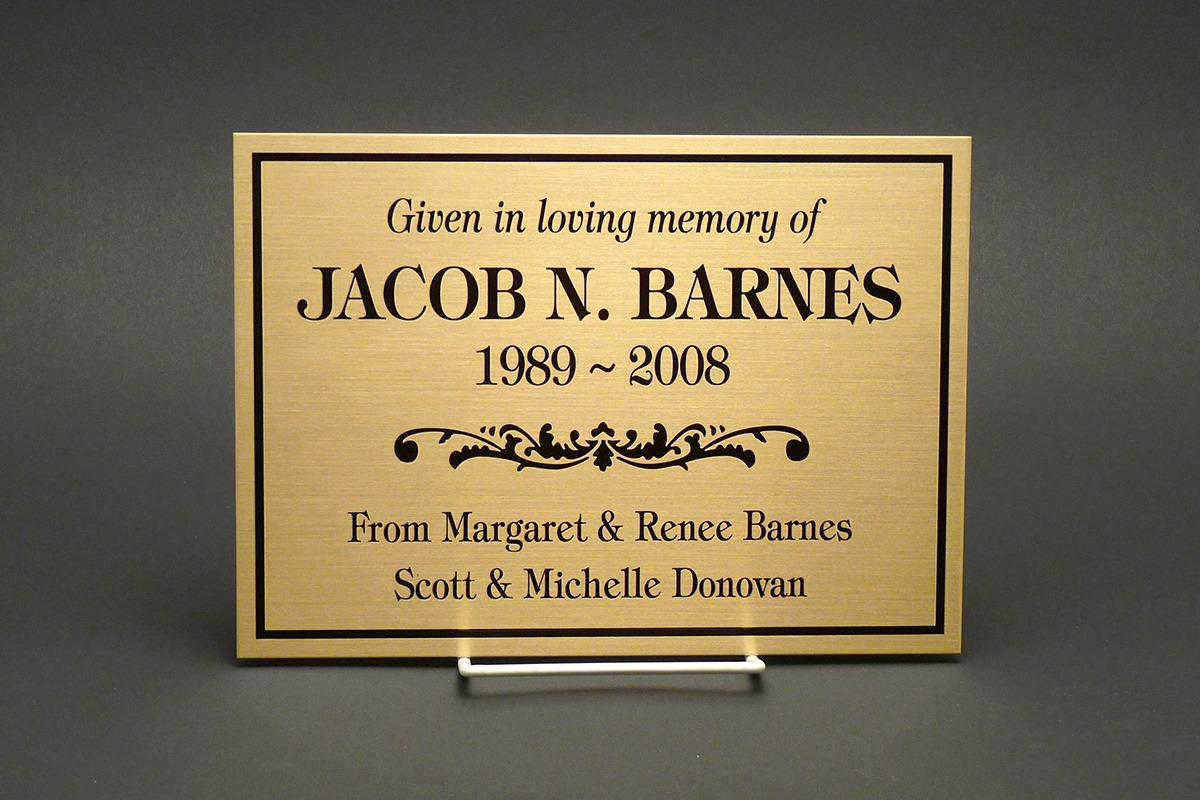 Given in loving memory of
JACOB N. BARNES
1989 ~ 2008
From Margaret & Renee Barnes
Scott & Michelle Donovan